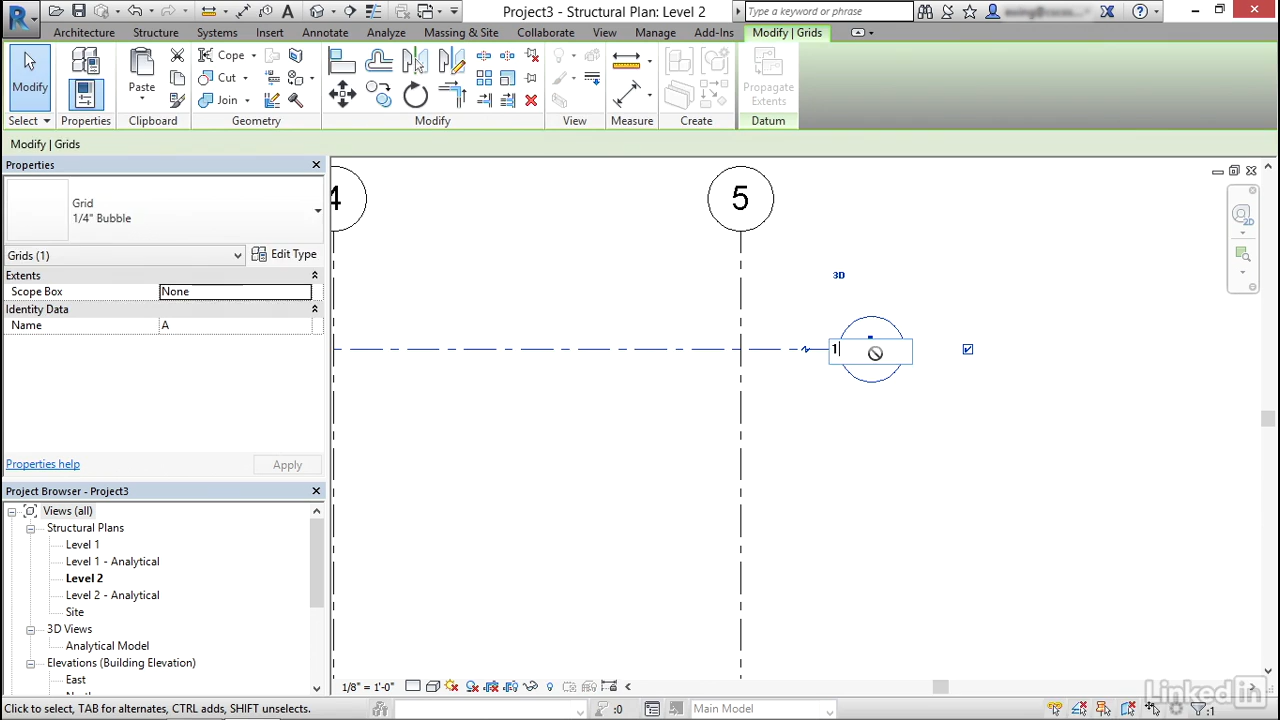 Project3 - Structural Plan: Level 2
Type a keyword or phrase
Architecture Structure Systems Insert Annotate Analyze Massing & Site Collaborate View Manage Add-Ins Modify | Grids
Modify
Paste
Cope
Cut
Join
Propagate
Extents
Select Properties Clipboard Geometry Modify View Measure Create Datum
Modify | Grids
Properties
Grid
1/4" Bubble
Grids (1)
Edit Type
Extents
Scope Box None
Identity Data
Name A
Properties help
Apply
Project Browser - Project3
Views (all)
Structural Plans
Level 1
Level 1 - Analytical
Level 2
Level 2 - Analytical
Site
3D Views
Analytical Model
Elevations (Building Elevation)
East
4
5
3D
1
2D
1/8" = 1'-0"
Click to select, TAB for alternates, CTRL adds, SHIFT unselects.
:0
Main Model
:1
Linked in